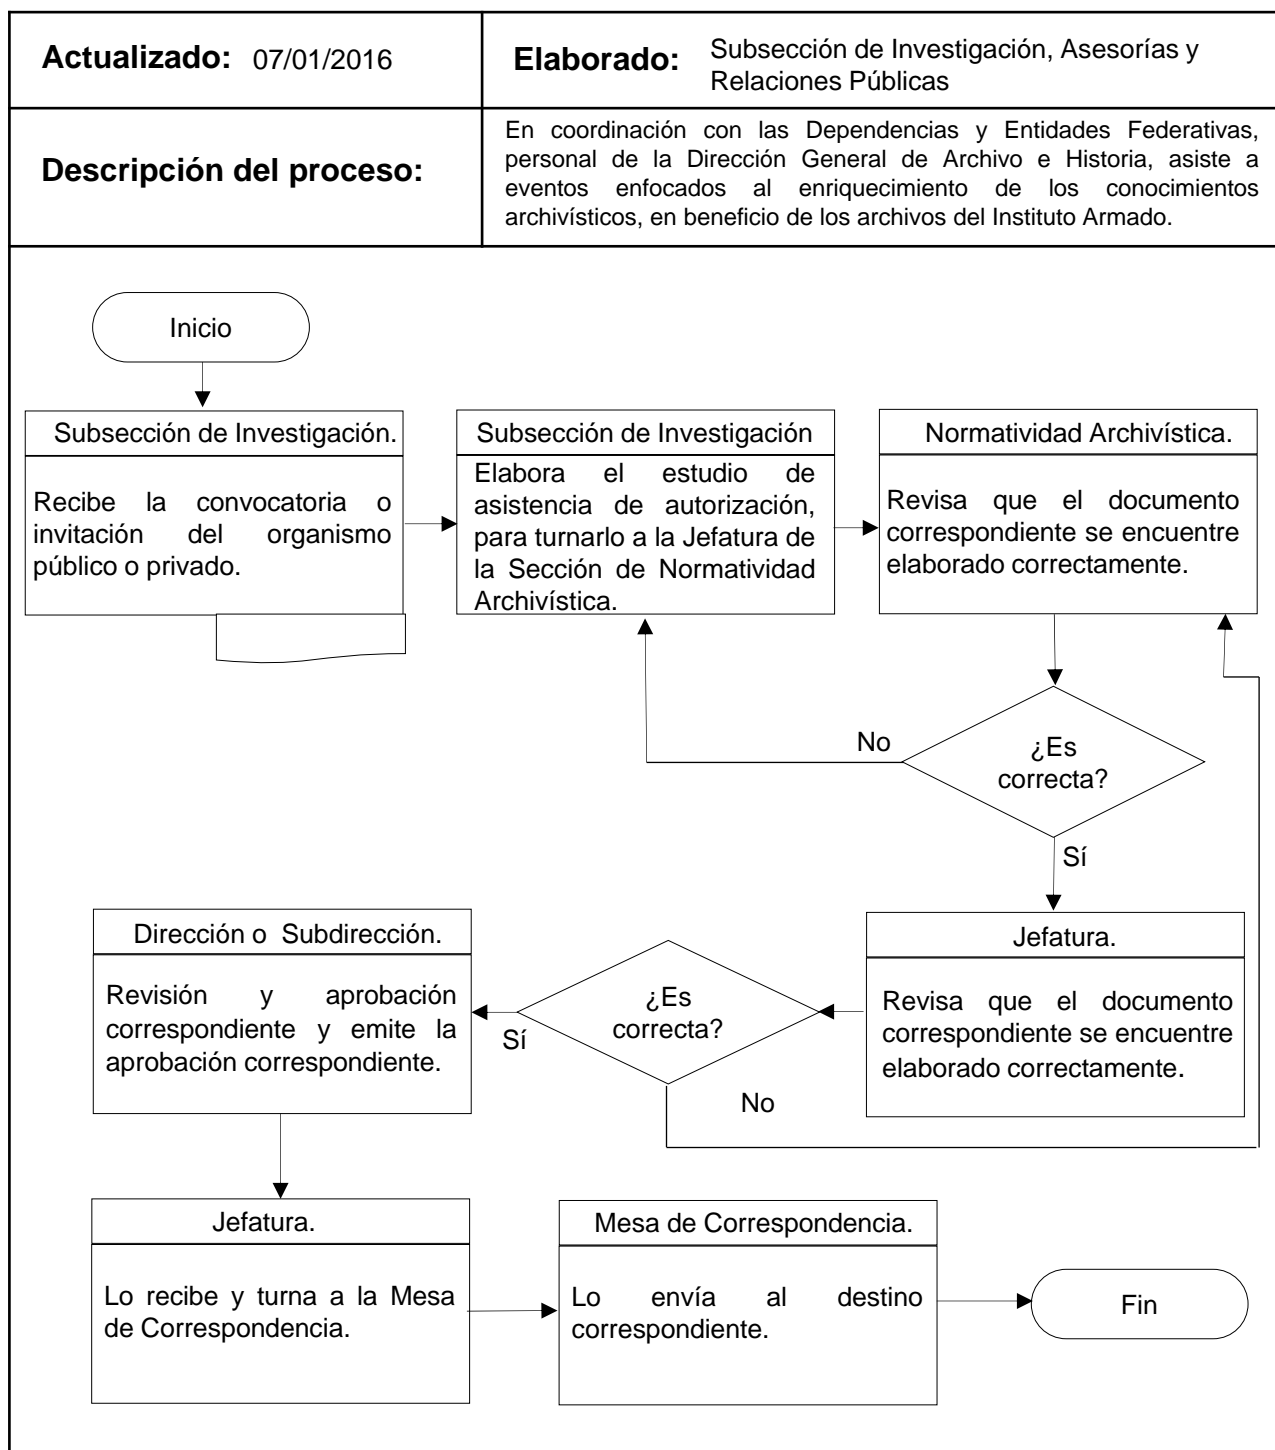 Actualizado: 07/01/2016
Elaborado: Subsección de Investigación, Asesorías y
Relaciones Públicas
Descripción del proceso:
En coordinación con las Dependencias y Entidades Federativas,
personal de la Dirección General de Archivo e Historia, asiste a
eventos enfocados al enriquecimiento de los conocimientos
archivísticos, en beneficio de los archivos del Instituto Armado.
Inicio
Subsección de Investigación.
Recibe la convocatoria o
invitación del organismo
público o privado.
Subsección de Investigación
Elabora el estudio de
asistencia de autorización,
para turnarlo a la Jefatura de
la Sección de Normatividad
Archivística.
Normatividad Archivística.
Revisa que el documento
correspondiente se encuentre
elaborado correctamente.
No
¿Es
correcta?
Sí
Jefatura.
Revisa que el documento
correspondiente se encuentre
elaborado correctamente.
¿Es
correcta?
Sí
No
Dirección o Subdirección.
Revisión y aprobación
correspondiente y emite la
aprobación correspondiente.
Jefatura.
Lo recibe y turna a la Mesa
de Correspondencia.
Mesa de Correspondencia.
Lo envía al destino
correspondiente.
Fin